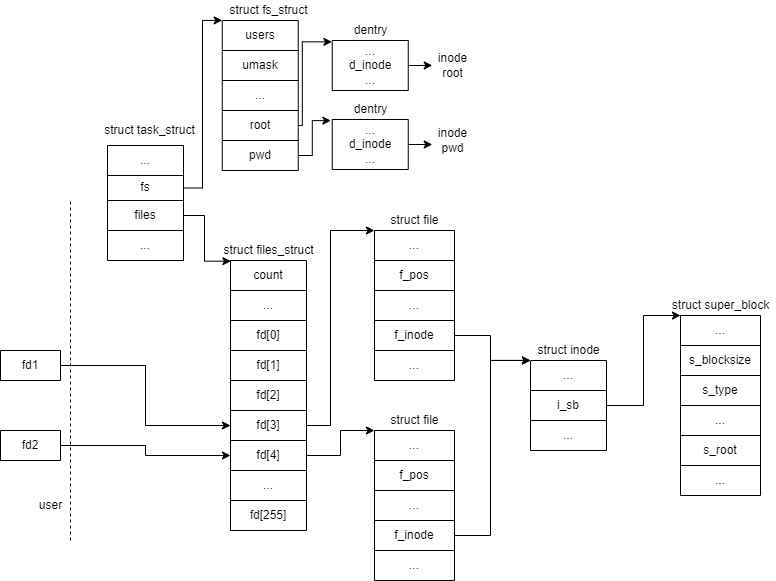 struct fs_struct
users
umask
...
root
pwd
dentry
...
d_inode
...
inode
root
dentry
...
d_inode
...
inode
pwd
struct task_struct
...
fs
files
...
struct files_struct
count
...
fd[0]
fd[1]
fd[2]
fd[3]
fd[4]
...
fd[255]
fd1
fd2
user
struct file
...
f_pos
...
f_inode
...
struct file
...
f_pos
...
f_inode
...
struct inode
...
i_sb
...
struct super_block
...
s_blocksize
s_type
...
s_root
...